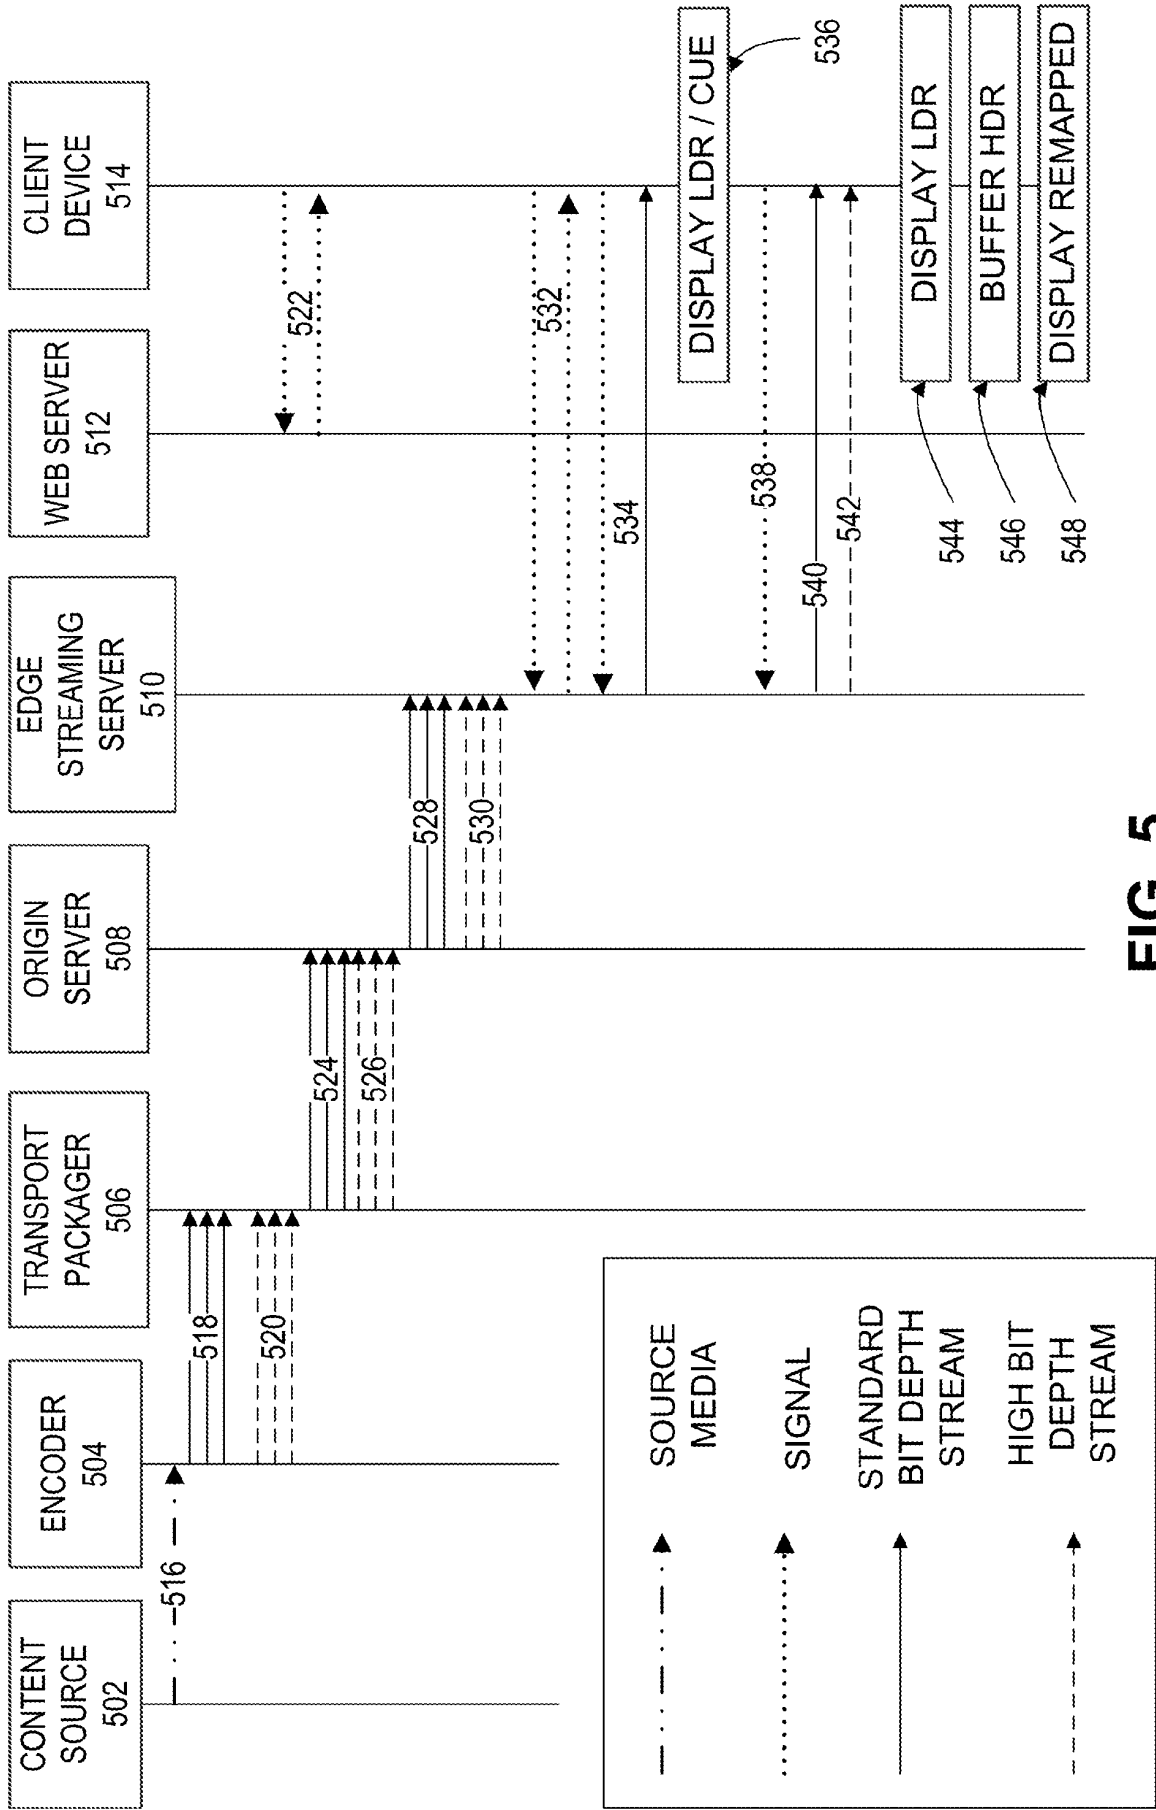 CONTENT
SOURCE
502
ENCODER
504
TRANSPORT
PACKAGER
506
ORIGIN
SERVER
508
EDGE
STREAMING
SERVER
510
WEB SERVER
512
CLIENT
DEVICE
514
516
518
520
522
524
526
528
530
532
534
DISPLAY LDR / CUE
536
538
540
542
DISPLAY LDR
544
BUFFER HDR
546
DISPLAY REMAPPED
548
SOURCE
MEDIA
SIGNAL
STANDARD
BIT DEPTH
STREAM
HIGH BIT
DEPTH
STREAM
FIG. 5